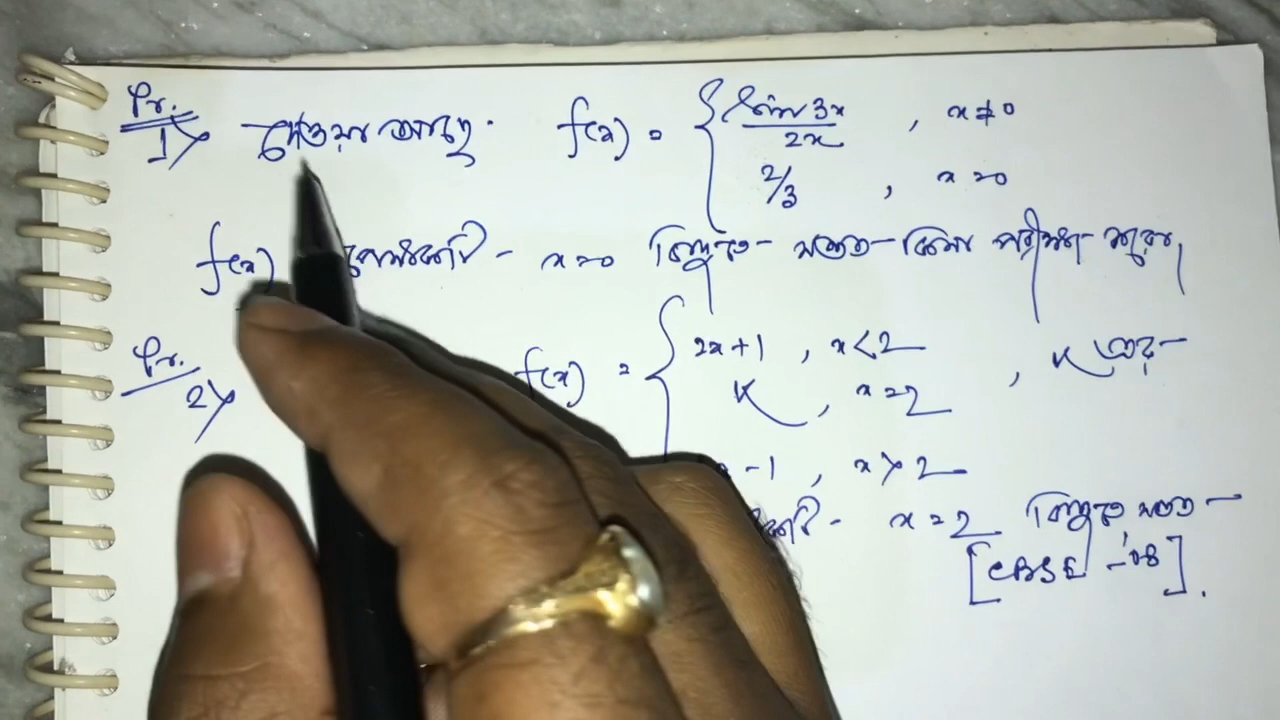 Pr. 1> দেওয়া আছে. f(x) = { sin 3x / 2x , x ≠ 0
2/3 , x = 0
f(x) x=0 বিন্দুতে সন্তত কিনা পরীক্ষা করো,
Pr. 2> f(x) = { 2x+1 , x<2 , K এর
K , x=2
-1 , x>2
x=2 বিন্দুতে সন্তত
[CBSE -'08].